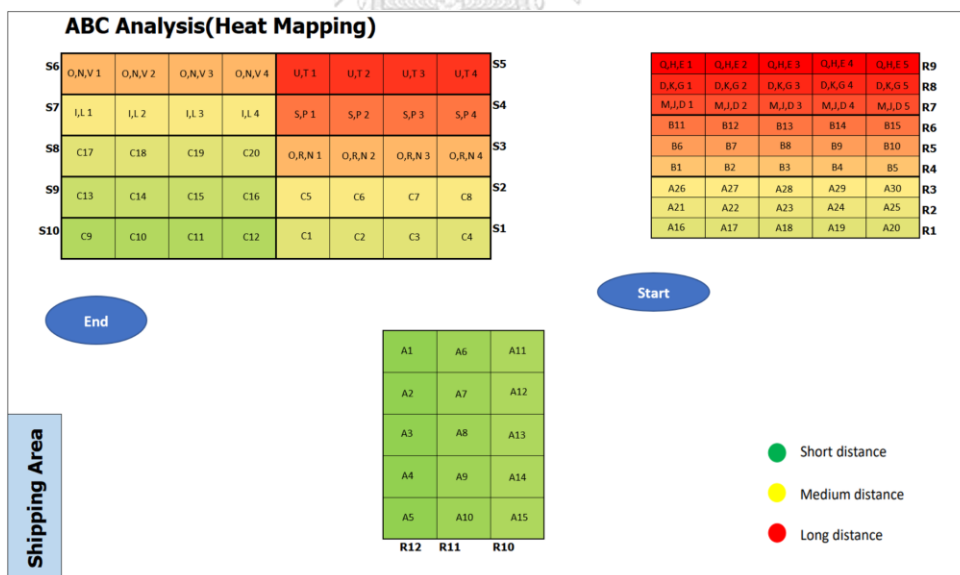 ABC Analysis(Heat Mapping)
S6 O,N,V 1 O,N,V 2 O,N,V 3 O,N,V 4 U,T 1 U,T 2 U,T 3 U,T 4 S5
S7 I,L 1 I,L 2 I,L 3 I,L 4 S,P 1 S,P 2 S,P 3 S,P 4 S4
S8 C17 C18 C19 C20 O,R,N 1 O,R,N 2 O,R,N 3 O,R,N 4 S3
S9 C13 C14 C15 C16 C5 C6 C7 C8 S2
S10 C9 C10 C11 C12 C1 C2 C3 C4 S1
Q,H,E 1 Q,H,E 2 Q,H,E 3 Q,H,E 4 Q,H,E 5 R9
D,K,G 1 D,K,G 2 D,K,G 3 D,K,G 4 D,K,G 5 R8
M,J,D 1 M,J,D 2 M,J,D 3 M,J,D 4 M,J,D 5 R7
B11 B12 B13 B14 B15 R6
B6 B7 B8 B9 B10 R5
B1 B2 B3 B4 B5 R4
A26 A27 A28 A29 A30 R3
A21 A22 A23 A24 A25 R2
A16 A17 A18 A19 A20 R1
Start
End
A1 A6 A11
A2 A7 A12
A3 A8 A13
A4 A9 A14
A5 A10 A15
R12 R11 R10
Shipping Area
Short distance
Medium distance
Long distance